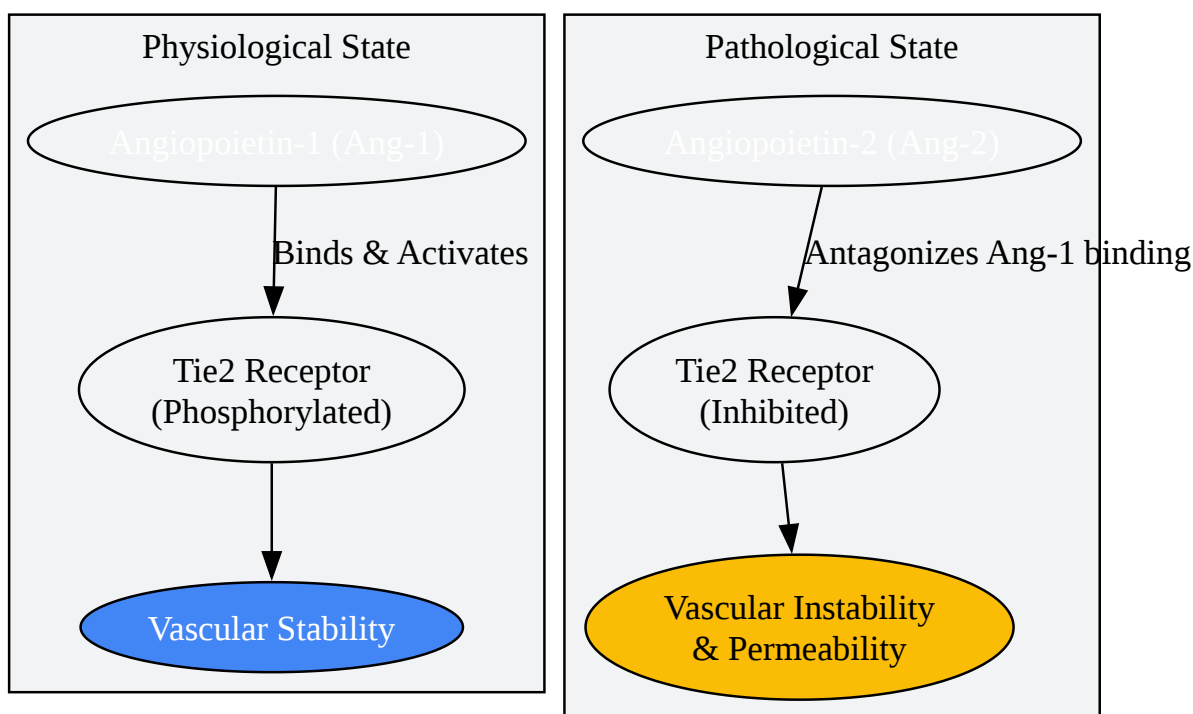 Physiological State
Angiopoietin-1 (Ang-1)
Binds & Activates
Tie2 Receptor
(Phosphorylated)
Vascular Stability
Pathological State
Angiopoietin-2 (Ang-2)
Antagonizes Ang-1 binding
Tie2 Receptor
(Inhibited)
Vascular Instability
& Permeability